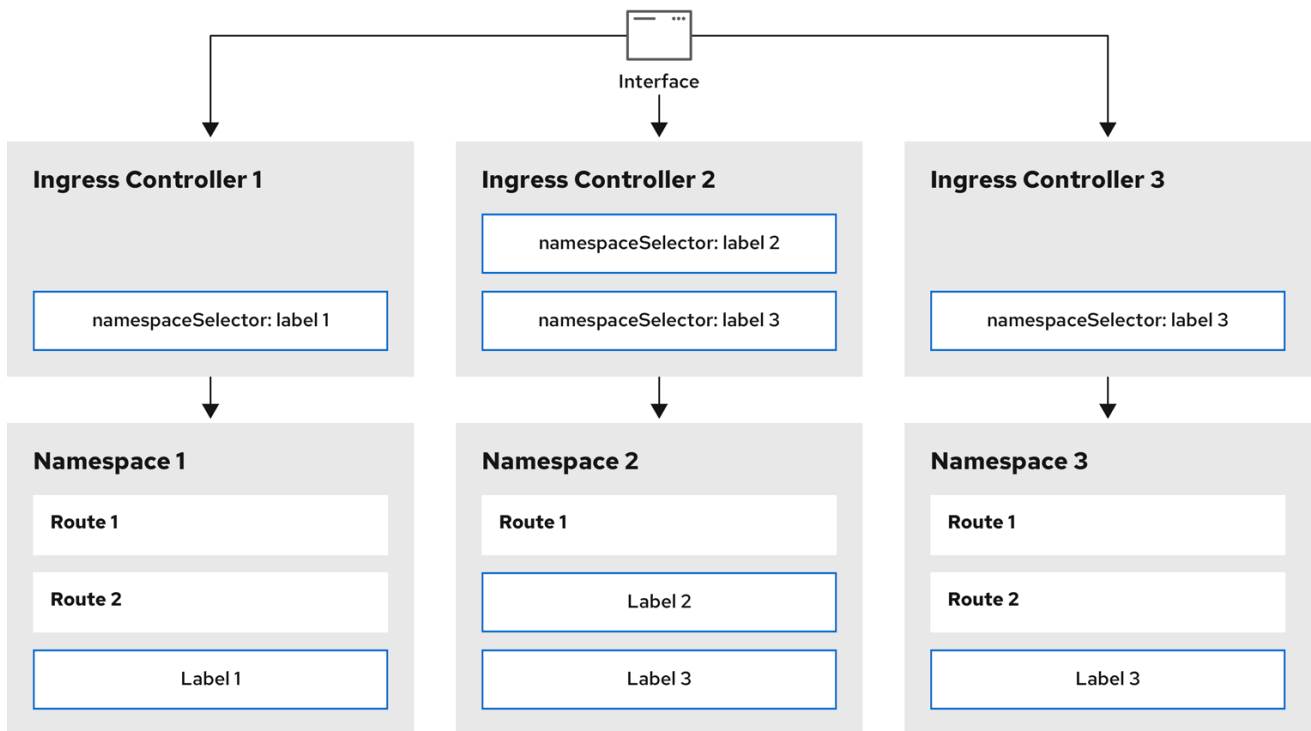 Interface
Ingress Controller 1
namespaceSelector: label 1
Ingress Controller 2
namespaceSelector: label 2
namespaceSelector: label 3
Ingress Controller 3
namespaceSelector: label 3
Namespace 1
Route 1
Route 2
Label 1
Namespace 2
Route 1
Label 2
Label 3
Namespace 3
Route 1
Route 2
Label 3